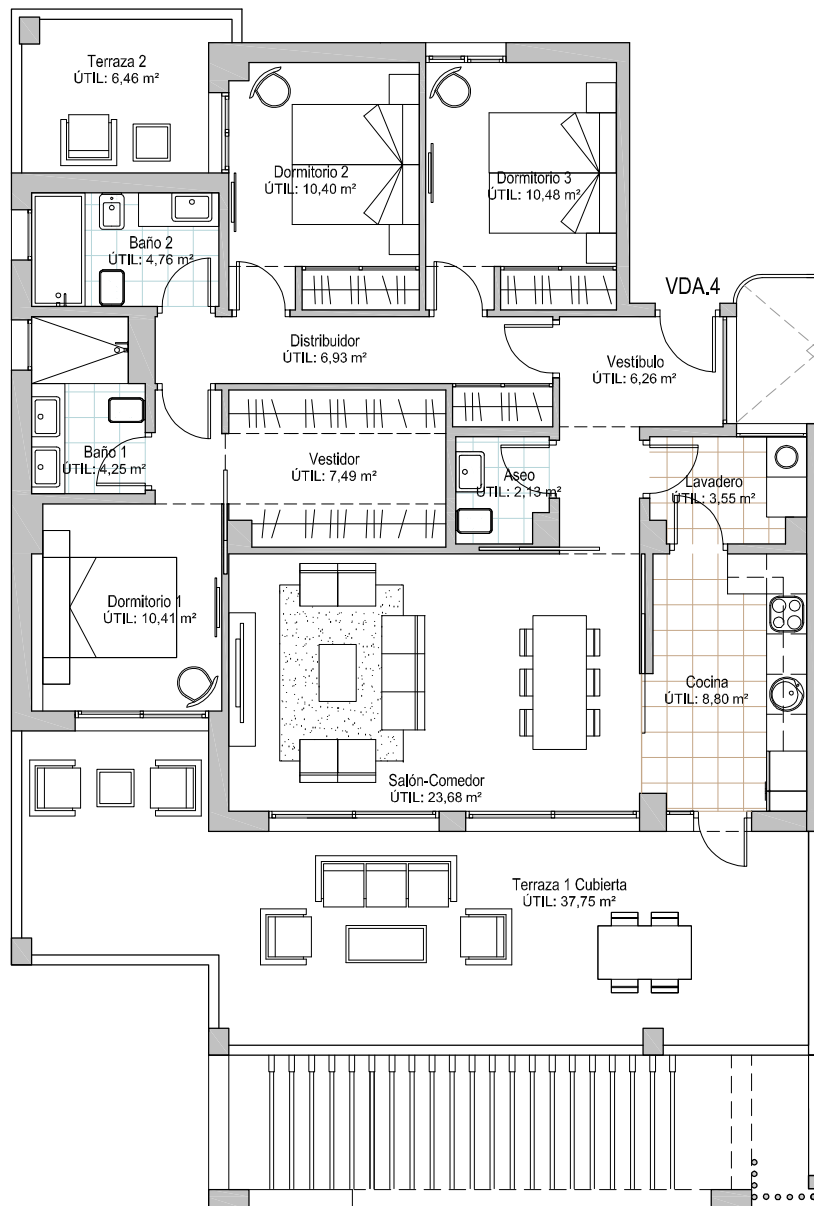 Terraza 2
ÚTIL: 6,46 m²
Dormitorio 2
ÚTIL: 10,40 m²
Dormitorio 3
ÚTIL: 10,48 m²
Baño 2
ÚTIL: 4,76 m²
VDA.4
Distribuidor
ÚTIL: 6,93 m²
Vestíbulo
ÚTIL: 6,26 m²
Baño 1
ÚTIL: 4,25 m²
Vestidor
ÚTIL: 7,49 m²
Aseo
ÚTIL: 2,13 m²
Lavadero
ÚTIL: 3,55 m²
Dormitorio 1
ÚTIL: 10,41 m²
Cocina
ÚTIL: 8,80 m²
Salón-Comedor
ÚTIL: 23,68 m²
Terraza 1 Cubierta
ÚTIL: 37,75 m²